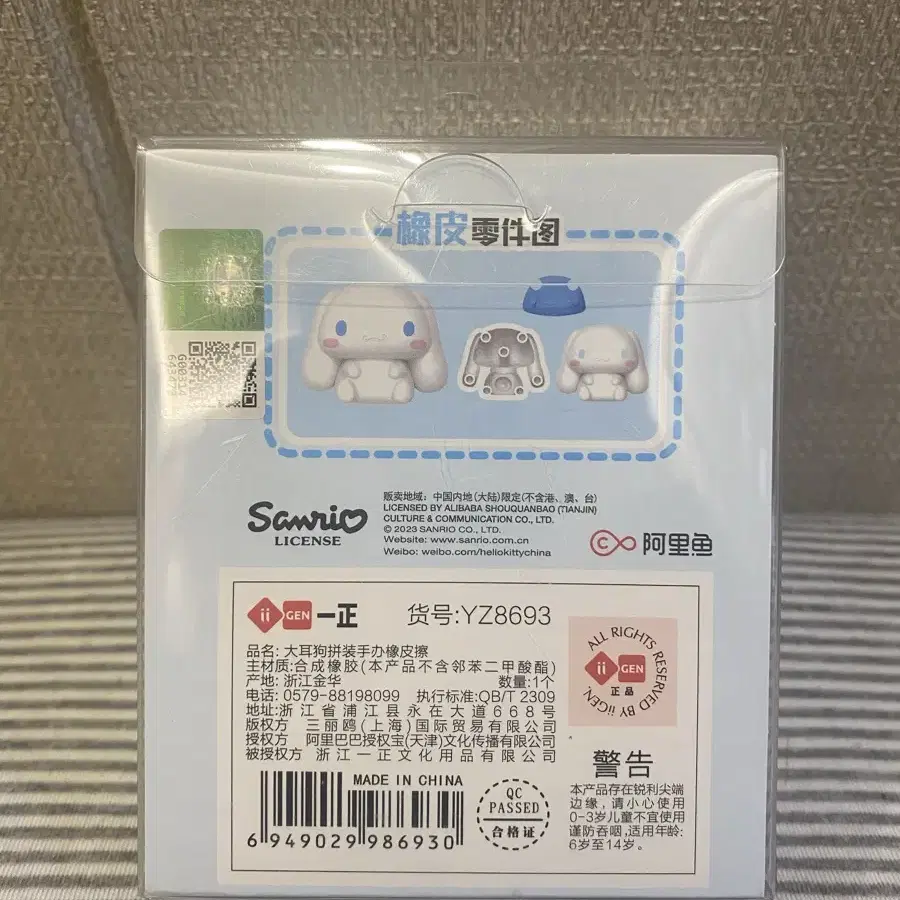 橡皮零件图
贩卖地域：中国内地(大陆)限定(不含港、澳、台)
LICENSED BY ALIBABA SHOUQUANBAO (TIANJIN)
CULTURE & COMMUNICATION CO., LTD.
© 2023 SANRIO CO., LTD.
Website: www.sanrio.com.cn
Weibo: weibo.com/hellokittychina
Sanrio
LICENSE
阿里鱼
ii GEN 一正
货号:YZ8693
品名: 大耳狗拼装手办橡皮擦
主材质:合成橡胶(本产品不含邻苯二甲酸酯)
产地: 浙江金华 数量:1个
电话: 0579-88198099 执行标准:QB/T 2309
地址:浙江省浦江县永在大道668号
版权方 三丽鸥(上海)国际贸易有限公司
授权方 阿里巴巴授权宝(天津)文化传播有限公司
被授权方 浙江一正文化用品有限公司
MADE IN CHINA
6 949029 986930
QC
PASSED
合格证
ALL RIGHTS RESERVED BY iiGEN
ii GEN
正品
警告
本产品存在锐利尖端
边缘，请小心使用
0-3岁儿童不宜使用
谨防吞咽,适用年龄:
6岁至14岁。